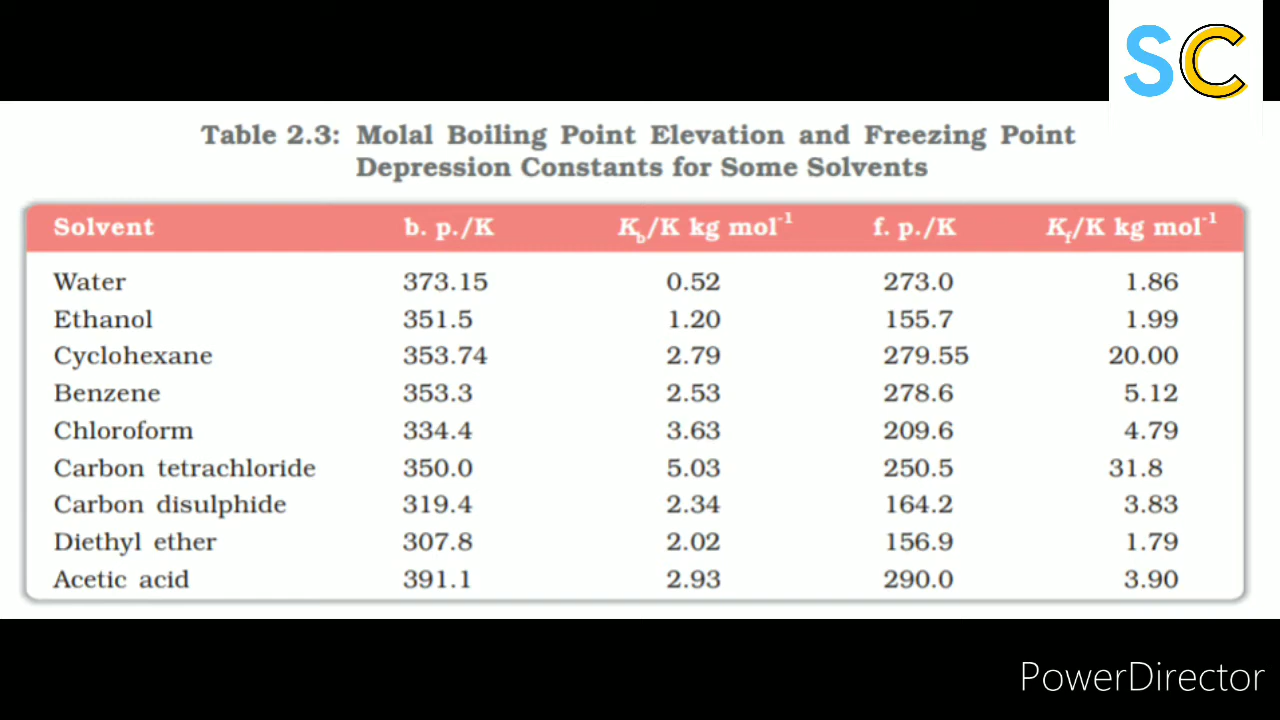 SC
Table 2.3: Molal Boiling Point Elevation and Freezing Point
Depression Constants for Some Solvents
Solvent b. p./K K_b/K kg mol⁻¹ f. p./K K_f/K kg mol⁻¹
Water 373.15 0.52 273.0 1.86
Ethanol 351.5 1.20 155.7 1.99
Cyclohexane 353.74 2.79 279.55 20.00
Benzene 353.3 2.53 278.6 5.12
Chloroform 334.4 3.63 209.6 4.79
Carbon tetrachloride 350.0 5.03 250.5 31.8
Carbon disulphide 319.4 2.34 164.2 3.83
Diethyl ether 307.8 2.02 156.9 1.79
Acetic acid 391.1 2.93 290.0 3.90
PowerDirector